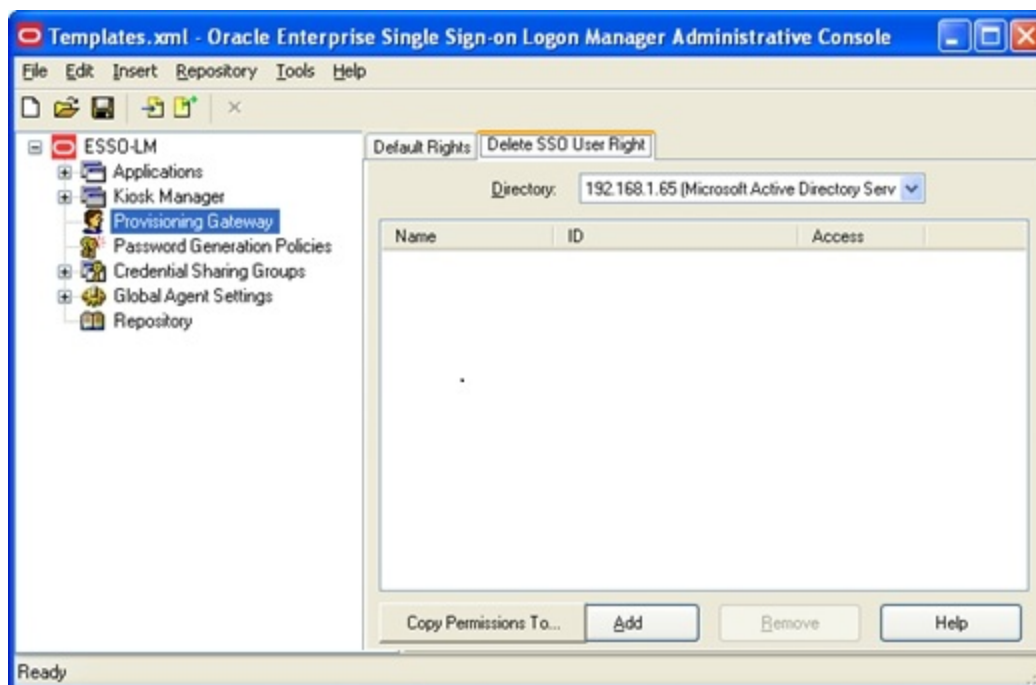 Templates.xml - Oracle Enterprise Single Sign-on Logon Manager Administrative Console
File Edit Insert Repository Tools Help
ESSO-LM
Applications
Kiosk Manager
Provisioning Gateway
Password Generation Policies
Credential Sharing Groups
Global Agent Settings
Repository
Default Rights Delete SSO User Right
Directory: 192.168.1.65 (Microsoft Active Directory Serv
Name ID Access
Copy Permissions To... Add Remove Help
Ready